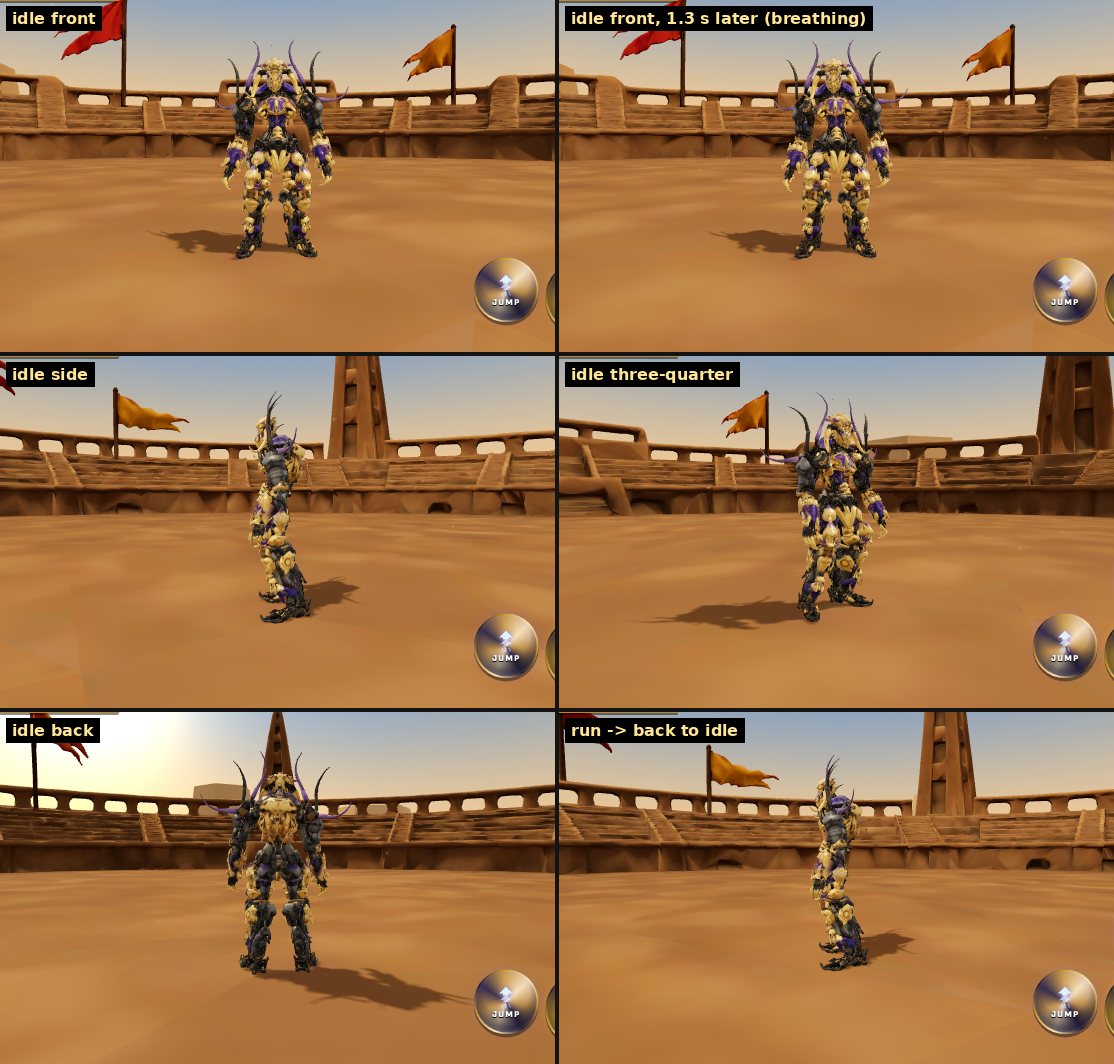 idle front
idle front, 1.3 s later (breathing)
JUMP
JUMP
idle side
idle three-quarter
JUMP
JUMP
idle back
run -> back to idle
JUMP
JUMP